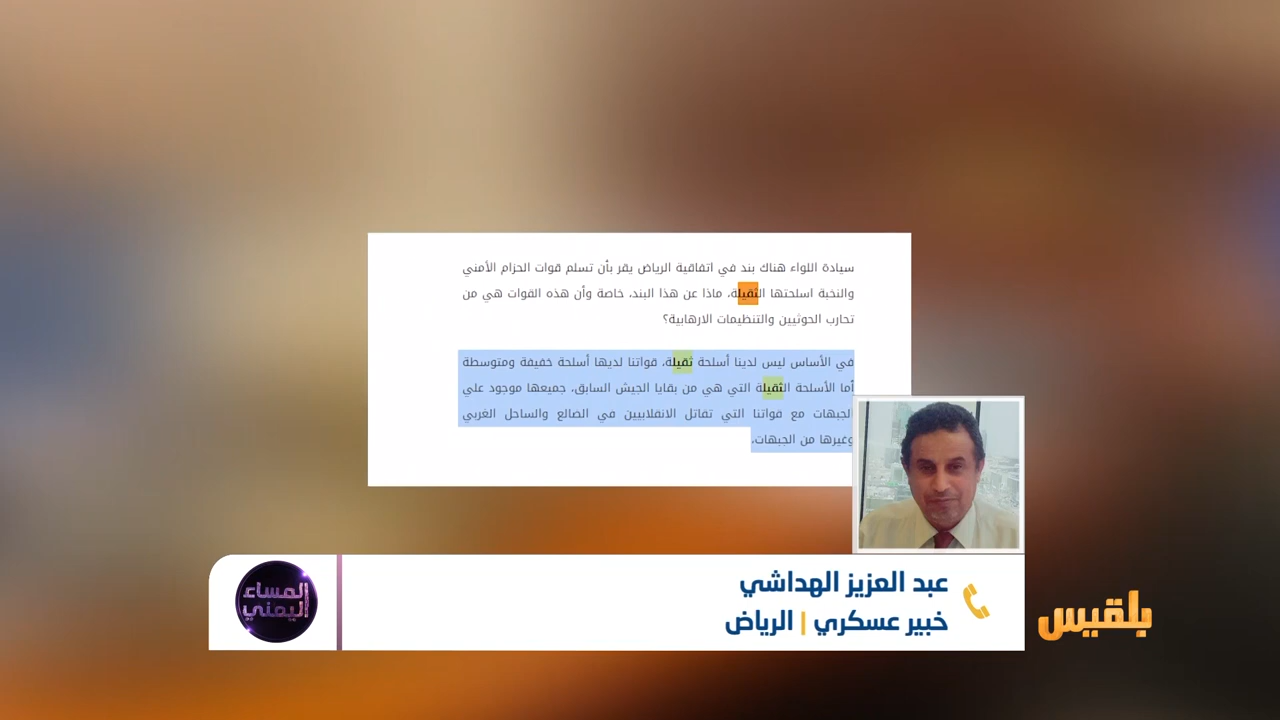 سيادة اللواء هناك بند في اتفاقية الرياض يقر بأن تسلم قوات الحزام الأمني
والنخبة اسلحتها الثقيلة، ماذا عن هذا البند، خاصة وأن هذه القوات هي من
تحارب الحوثيين والتنظيمات الارهابية؟
في الأساس ليس لدينا أسلحة ثقيلة، قواتنا لديها أسلحة خفيفة ومتوسطة
أما الأسلحة الثقيلة التي هي من بقايا الجيش السابق، جميعها موجود علي
الجبهات مع قواتنا التي تقاتل الانقلابيين في الضالع والساحل الغربي
وغيرها من الجبهات،
عبد العزيز الهداشي
خبير عسكري | الرياض
المساء
اليمني
بلقيس